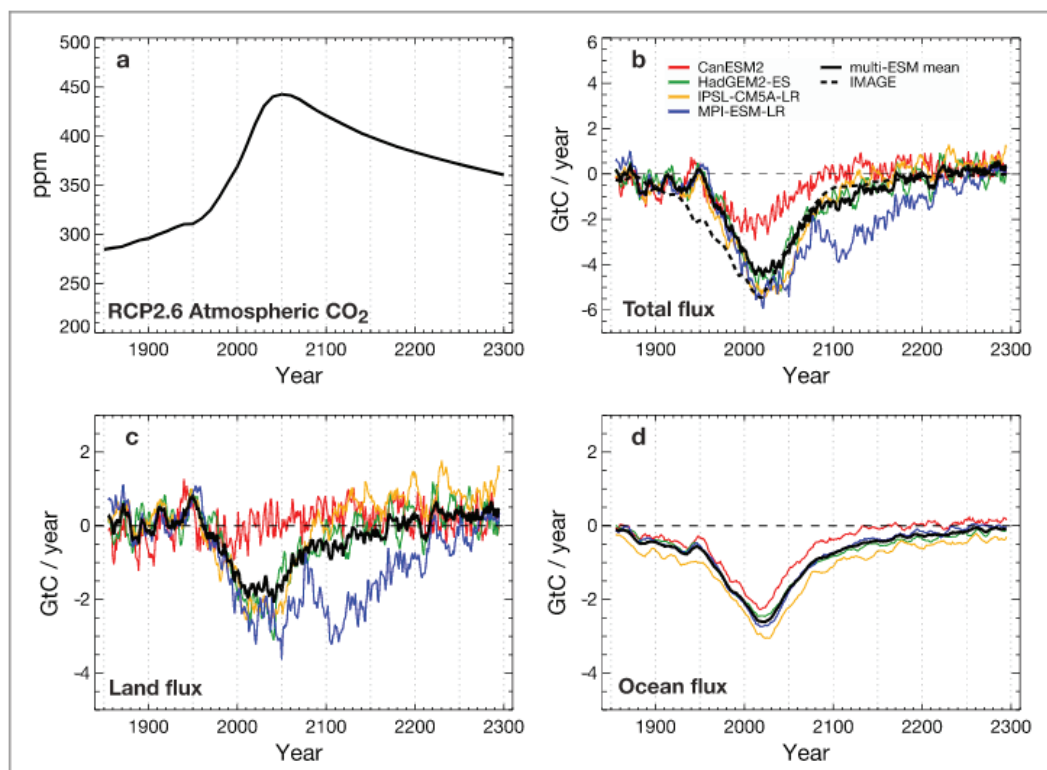 a
500
450
400
350
300
250
200
ppm
RCP2.6 Atmospheric CO₂
1900 2000 2100 2200 2300
Year
b
CanESM2
HadGEM2-ES
IPSL-CM5A-LR
MPI-ESM-LR
multi-ESM mean
IMAGE
6
4
2
0
-2
-4
-6
GtC / year
Total flux
1900 2000 2100 2200 2300
Year
c
2
0
-2
-4
GtC / year
Land flux
1900 2000 2100 2200 2300
Year
d
2
0
-2
-4
GtC / year
Ocean flux
1900 2000 2100 2200 2300
Year